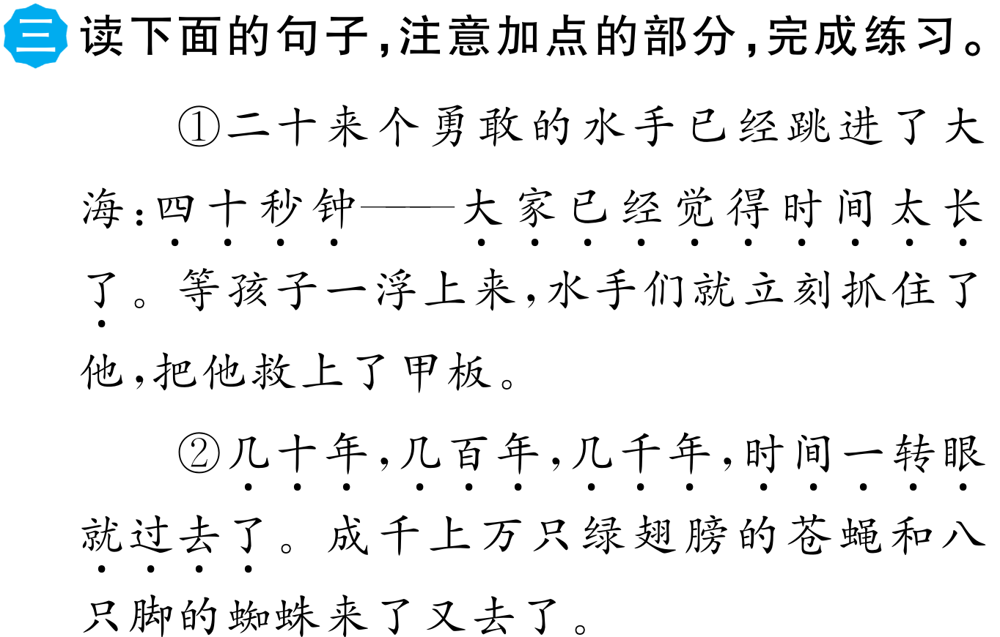 三 读下面的句子,注意加点的部分,完成练习。
①二十来个勇敢的水手已经跳进了大
海:四十秒钟——大家已经觉得时间太长
了。等孩子一浮上来,水手们就立刻抓住了
他,把他救上了甲板。
②几十年,几百年,几千年,时间一转眼
就过去了。成千上万只绿翅膀的苍蝇和八
只脚的蜘蛛来了又去了。